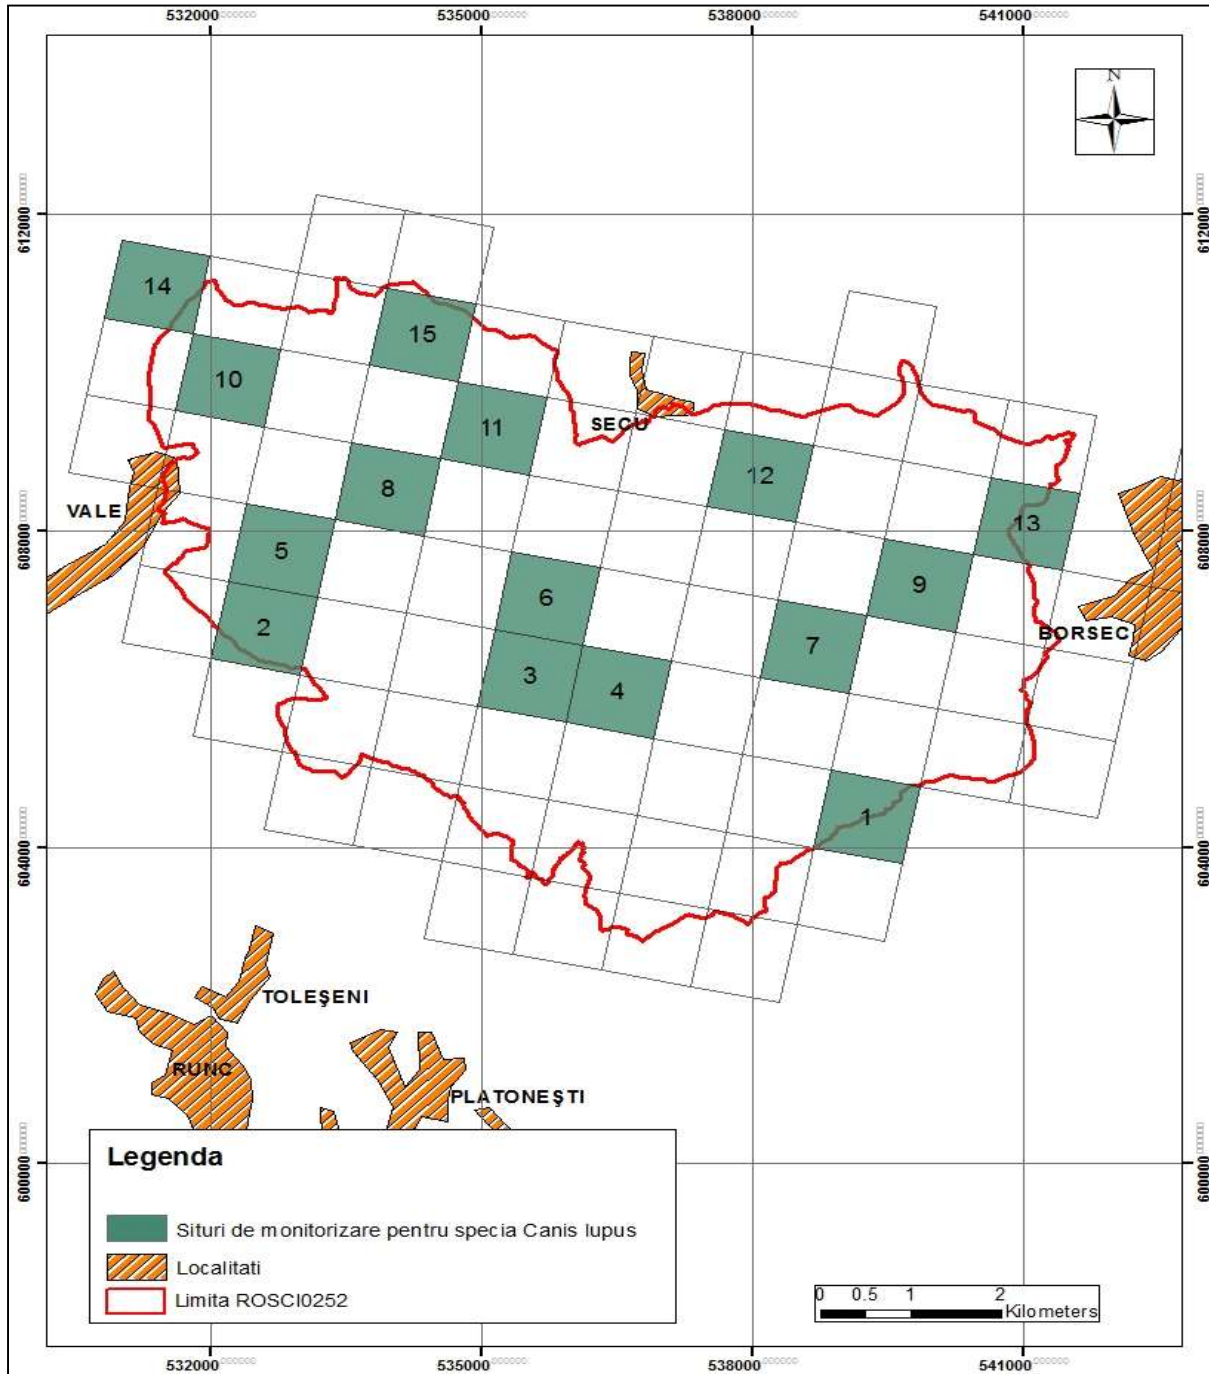 532000 535000 538000 541000
N
612000 612000
14
15
10
11
SECU
12
8
VALE
13
608000 608000
5
9
6
2
BORSEC
7
3
4
1
604000 604000
TOLEŞENI
RUNC
PLATONEŞTI
Legenda
600000 600000
Situri de monitorizare pentru specia Canis lupus
Localitati
Limita ROSCI0252
0 0.5 1 2
Kilometers
532000 535000 538000 541000